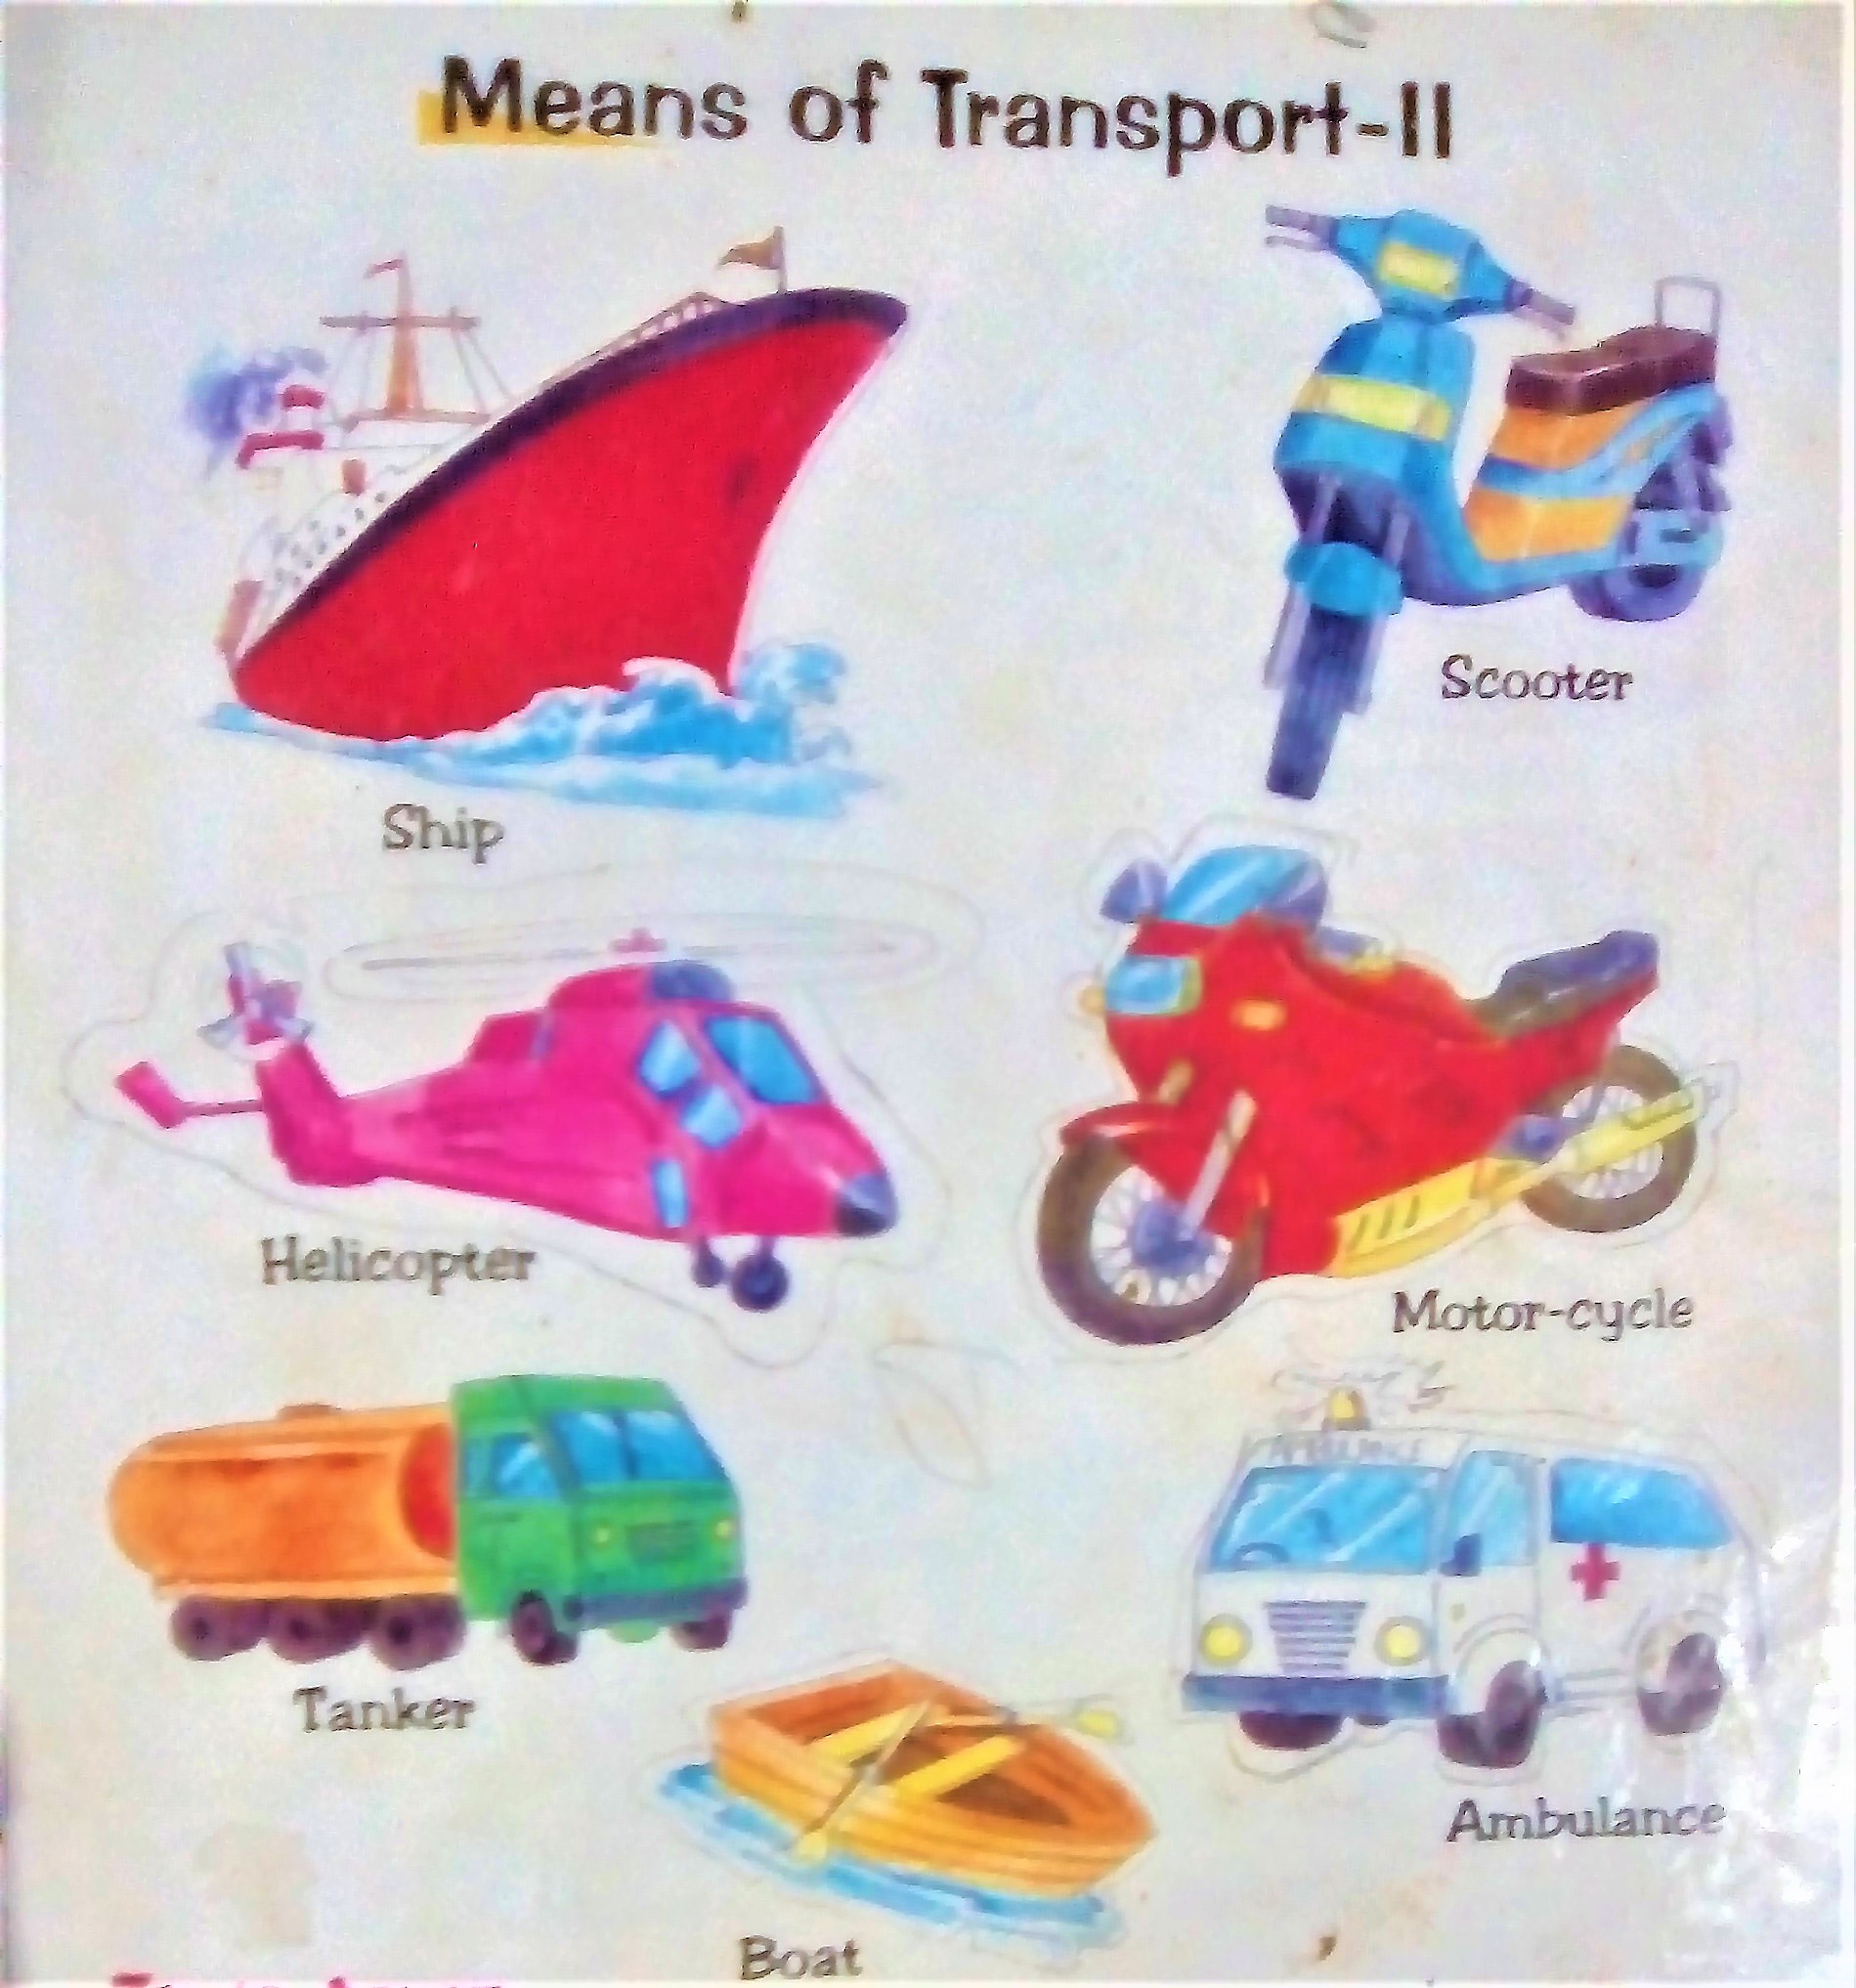 Means of Transport-II
Ship
Scooter
Helicopter
Motor-cycle
Tanker
Ambulance
Boat